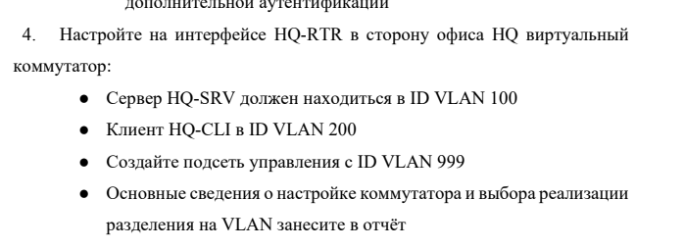 дополнительной аутентификации
4. Настройте на интерфейсе HQ-RTR в сторону офиса HQ виртуальный
коммутатор:
● Сервер HQ-SRV должен находиться в ID VLAN 100
● Клиент HQ-CLI в ID VLAN 200
● Создайте подсеть управления с ID VLAN 999
● Основные сведения о настройке коммутатора и выбора реализации
разделения на VLAN занесите в отчёт